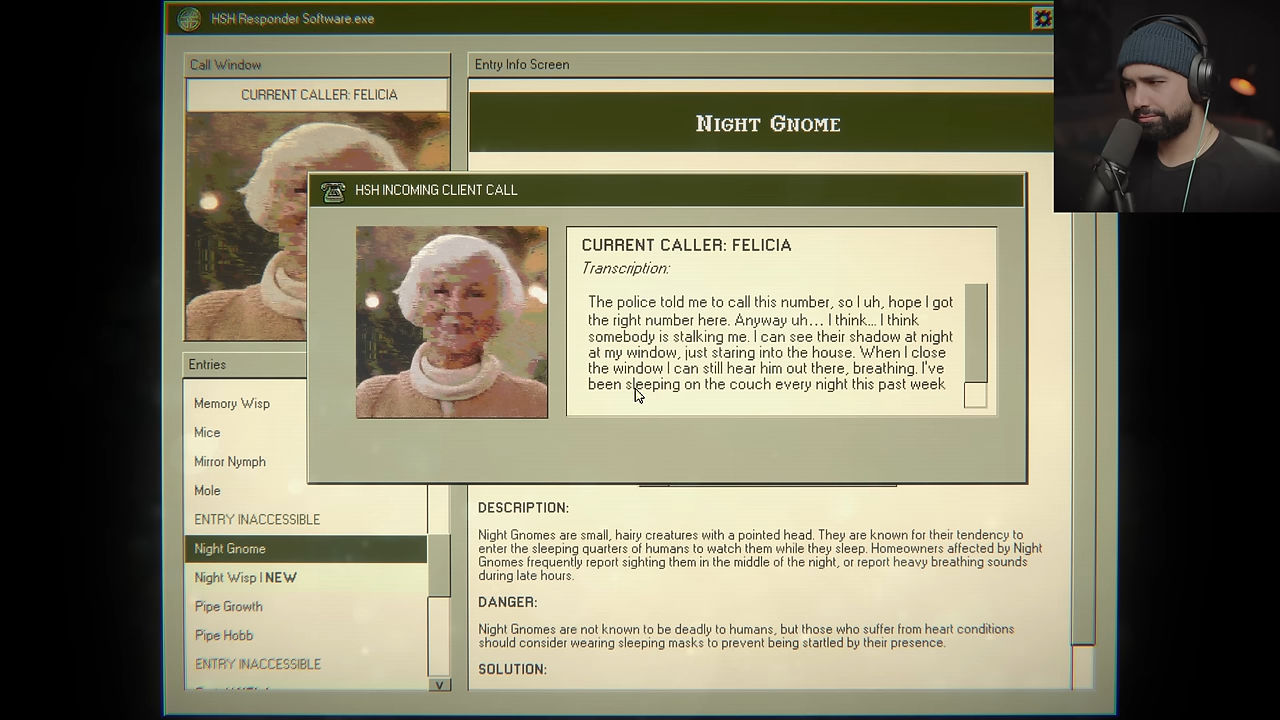 HSH Responder Software.exe
Call Window
CURRENT CALLER: FELICIA
Entry Info Screen
Night Gnome
HSH INCOMING CLIENT CALL
CURRENT CALLER: FELICIA
Transcription:
The police told me to call this number, so I uh, hope I got
the right number here. Anyway uh... I think... I think
somebody is stalking me. I can see their shadow at night
at my window, just staring into the house. When I close
the window I can still hear him out there, breathing. I've
been sleeping on the couch every night this past week
Entries
Memory Wisp
Mice
Mirror Nymph
Mole
ENTRY INACCESSIBLE
Night Gnome
Night Wisp | NEW
Pipe Growth
Pipe Hobb
ENTRY INACCESSIBLE
V
DESCRIPTION:
Night Gnomes are small, hairy creatures with a pointed head. They are known for their tendency to
enter the sleeping quarters of humans to watch them while they sleep. Homeowners affected by Night
Gnomes frequently report sighting them in the middle of the night, or report heavy breathing sounds
during late hours.
DANGER:
Night Gnomes are not known to be deadly to humans, but those who suffer from heart conditions
should consider wearing sleeping masks to prevent being startled by their presence.
SOLUTION: